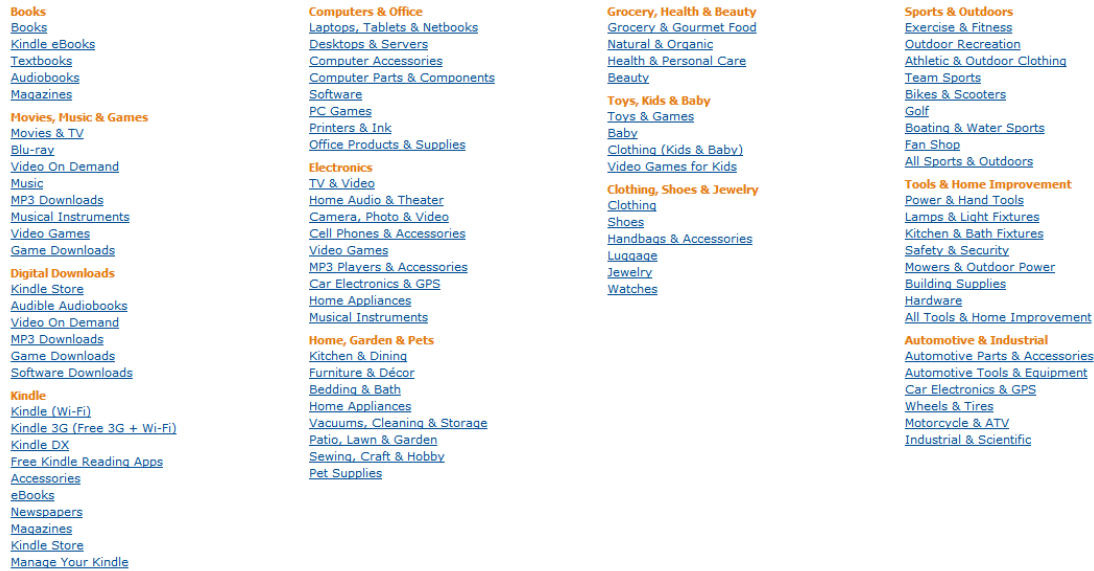 Books
Books
Kindle eBooks
Textbooks
Audiobooks
Magazines
Movies, Music & Games
Movies & TV
Blu-ray
Video On Demand
Music
MP3 Downloads
Musical Instruments
Video Games
Game Downloads
Digital Downloads
Kindle Store
Audible Audiobooks
Video On Demand
MP3 Downloads
Game Downloads
Software Downloads
Kindle
Kindle (Wi-Fi)
Kindle 3G (Free 3G + Wi-Fi)
Kindle DX
Free Kindle Reading Apps
Accessories
eBooks
Newspapers
Magazines
Kindle Store
Manage Your Kindle
Computers & Office
Laptops, Tablets & Netbooks
Desktops & Servers
Computer Accessories
Computer Parts & Components
Software
PC Games
Printers & Ink
Office Products & Supplies
Electronics
TV & Video
Home Audio & Theater
Camera, Photo & Video
Cell Phones & Accessories
Video Games
MP3 Players & Accessories
Car Electronics & GPS
Home Appliances
Musical Instruments
Home, Garden & Pets
Kitchen & Dining
Furniture & Décor
Bedding & Bath
Home Appliances
Vacuums, Cleaning & Storage
Patio, Lawn & Garden
Sewing, Craft & Hobby
Pet Supplies
Grocery, Health & Beauty
Grocery & Gourmet Food
Natural & Organic
Health & Personal Care
Beauty
Toys, Kids & Baby
Toys & Games
Baby
Clothing (Kids & Baby)
Video Games for Kids
Clothing, Shoes & Jewelry
Clothing
Shoes
Handbags & Accessories
Luggage
Jewelry
Watches
Sports & Outdoors
Exercise & Fitness
Outdoor Recreation
Athletic & Outdoor Clothing
Team Sports
Bikes & Scooters
Golf
Boating & Water Sports
Fan Shop
All Sports & Outdoors
Tools & Home Improvement
Power & Hand Tools
Lamps & Light Fixtures
Kitchen & Bath Fixtures
Safety & Security
Mowers & Outdoor Power
Building Supplies
Hardware
All Tools & Home Improvement
Automotive & Industrial
Automotive Parts & Accessories
Automotive Tools & Equipment
Car Electronics & GPS
Wheels & Tires
Motorcycle & ATV
Industrial & Scientific